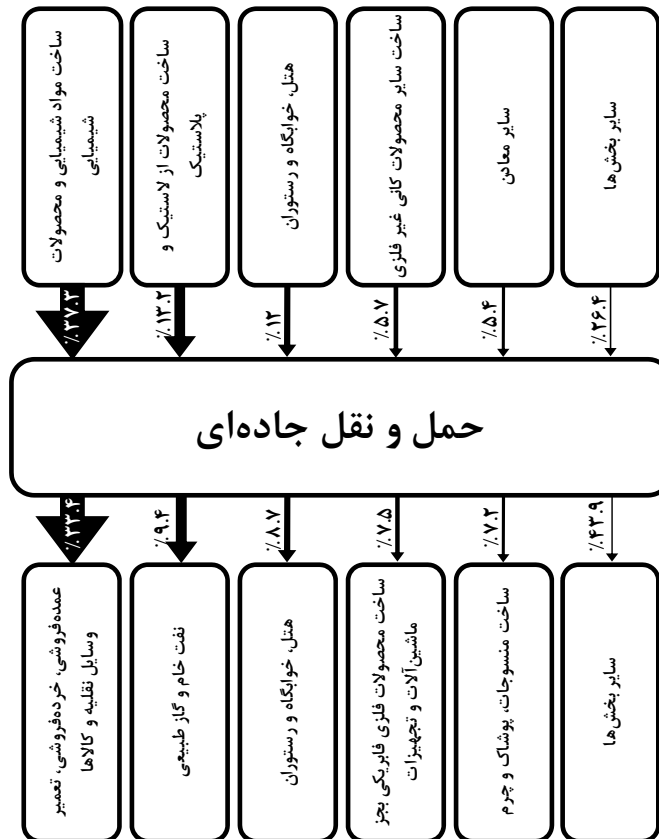 ساخت مواد شیمیایی و محصولات
شیمیایی
ساخت محصولات از لاستیک و
پلاستیک
هتل، خوابگاه و رستوران
ساخت سایر محصولات کانی غیر فلزی
سایر معادن
سایر بخش‌ها
٪۳۷.۳
٪۱۳.۲
٪۱۲
٪۵.۷
٪۵.۴
٪۲۶.۴
حمل و نقل جاده‌ای
٪۹.۴
٪۸.۷
٪۷.۵
٪۷.۲
٪۴۳.۹
عمده‌فروشی، خرده‌فروشی، تعمیر
وسایل نقلیه و کالاها
نفت خام و گاز طبیعی
هتل، خوابگاه و رستوران
ساخت محصولات فلزی فابریکی بجز
ماشین‌آلات و تجهیزات
ساخت منسوجات، پوشاک و چرم
سایر بخش‌ها